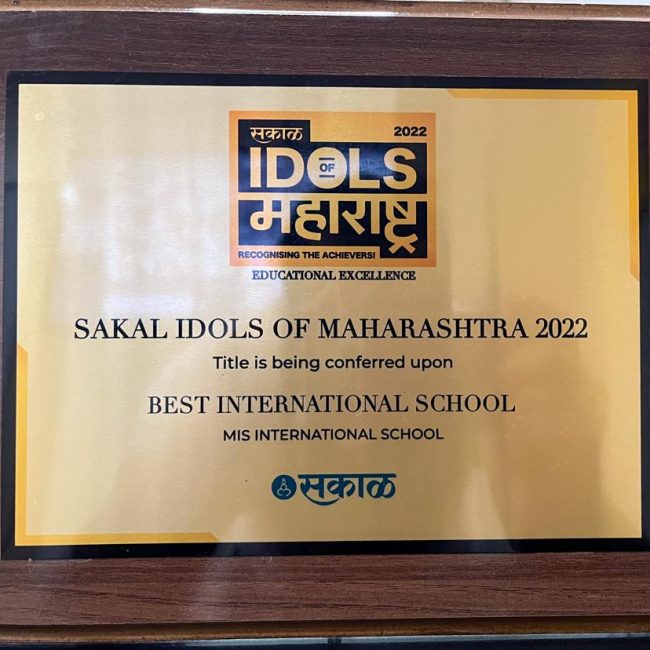 सकाळ 2022
IDOLS OF
महाराष्ट्र
RECOGNISING THE ACHIEVERS!
EDUCATIONAL EXCELLENCE
SAKAL IDOLS OF MAHARASHTRA 2022
Title is being conferred upon
BEST INTERNATIONAL SCHOOL
MIS INTERNATIONAL SCHOOL
सकाळ